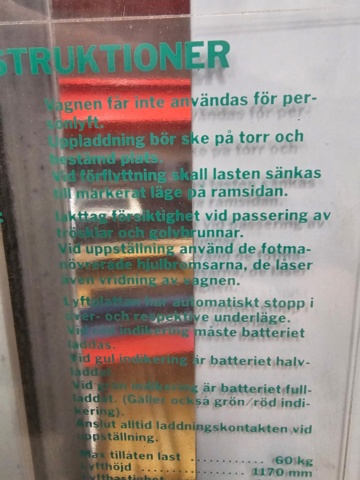 STRUKTIONER
Vagnen får inte användas för per-
sonlyft.
Uppladdning bör ske på torr och
bestämd plats.
Vid förflyttning skall lasten sänkas
till markerat läge på ramsidan.
Iakttag försiktighet vid passering av
trösklar och golvbrunnar.
Vid uppställning använd de fotma-
növrerade hjulbromsarna, de låser
även vridning av vagnen.
Lyftplattan har automatiskt stopp i
över- och respektive underläge.
Vid röd indikering måste batteriet
laddas.
Vid gul indikering är batteriet halv-
laddat.
Vid grön indikering är batteriet full-
laddat. (Gäller också grön/röd indi-
kering).
Anslut alltid laddningskontakten vid
uppställning.
Max tillåten last ........ 60 kg
Lyfthöjd ............ 1170 mm
Lyfthastighet